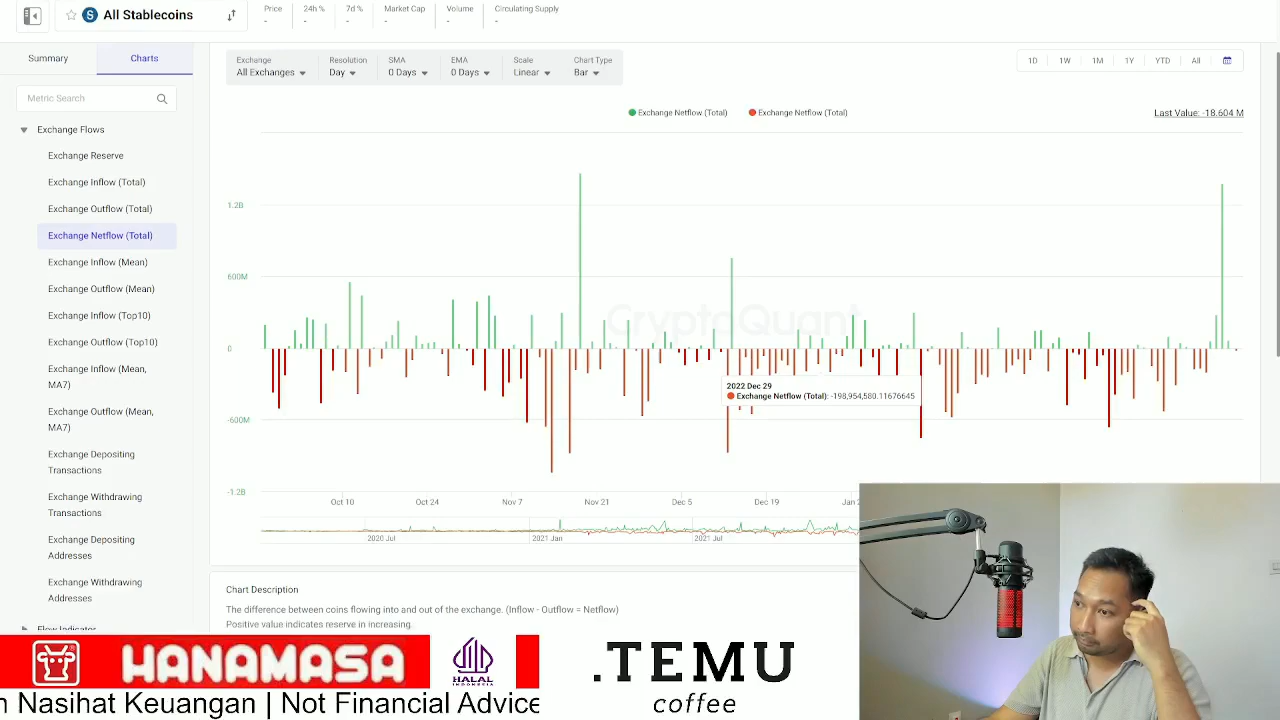 All Stablecoins
Price
-
24h %
-
7d %
-
Market Cap
-
Volume
-
Circulating Supply
-
Summary
Charts
Metric Search
Exchange Flows
Exchange Reserve
Exchange Inflow (Total)
Exchange Outflow (Total)
Exchange Netflow (Total)
Exchange Inflow (Mean)
Exchange Outflow (Mean)
Exchange Inflow (Top10)
Exchange Outflow (Top10)
Exchange Inflow (Mean,
MA7)
Exchange Outflow (Mean,
MA7)
Exchange Depositing
Transactions
Exchange Withdrawing
Transactions
Exchange Depositing
Addresses
Exchange Withdrawing
Addresses
Flow Indicator
Exchange
All Exchanges
Resolution
Day
SMA
0 Days
EMA
0 Days
Scale
Linear
Chart Type
Bar
1D 1W 1M 1Y YTD All
Exchange Netflow (Total) Exchange Netflow (Total)
Last Value: -18.604 M
1.2B
600M
0
-600M
-1.2B
CryptoQuant
2022 Dec 29
Exchange Netflow (Total): -198,954,580.11676645
Oct 10 Oct 24 Nov 7 Nov 21 Dec 5 Dec 19
2020 Jul 2021 Jan 2021 Jul
Chart Description
The difference between coins flowing into and out of the exchange. (Inflow - Outflow = Netflow)
Positive value indicates reserve in increasing.
HANAMASA
HALAL
INDONESIA
.TEMU
coffee
Nasihat Keuangan | Not Financial Advice